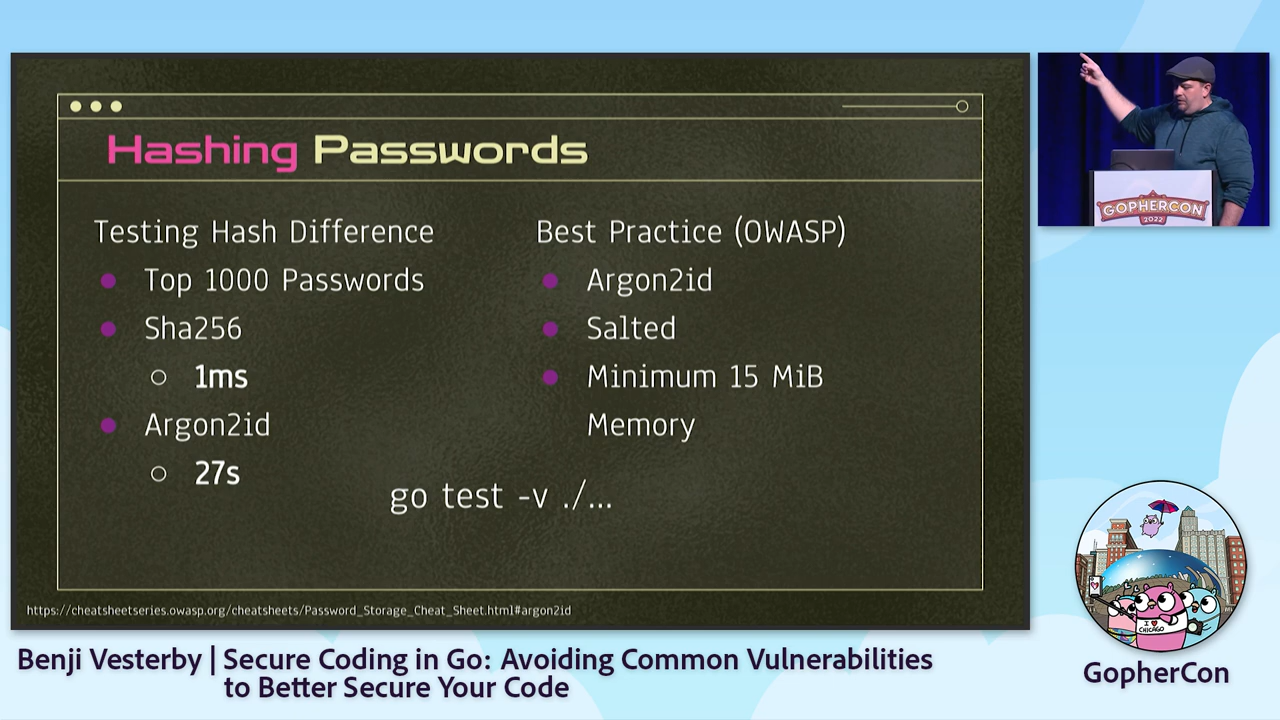 Hashing Passwords
Testing Hash Difference
Top 1000 Passwords
Sha256
1ms
Argon2id
27s
Best Practice (OWASP)
Argon2id
Salted
Minimum 15 MiB
Memory
go test -v ./...
https://cheatsheetseries.owasp.org/cheatsheets/Password_Storage_Cheat_Sheet.html#argon2id
GOPHERCON
2022
I ♥
CHICAGO
GopherCon
Benji Vesterby | Secure Coding in Go: Avoiding Common Vulnerabilities
to Better Secure Your Code